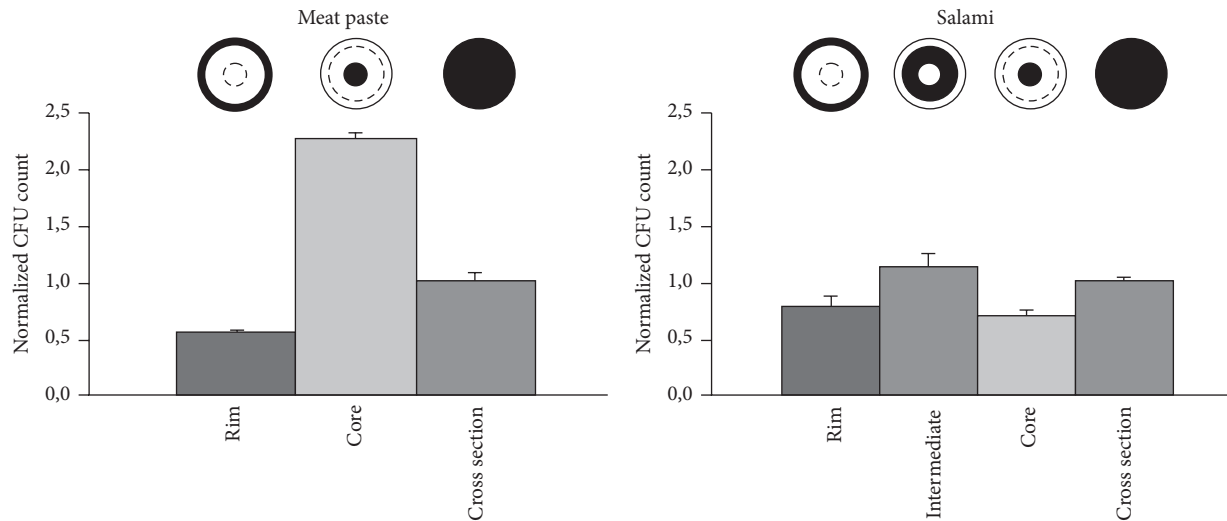 Meat paste
Normalized CFU count
2,5
2,0
1,5
1,0
0,5
0,0
Rim
Core
Cross section
Salami
Normalized CFU count
2,5
2,0
1,5
1,0
0,5
0,0
Rim
Intermediate
Core
Cross section